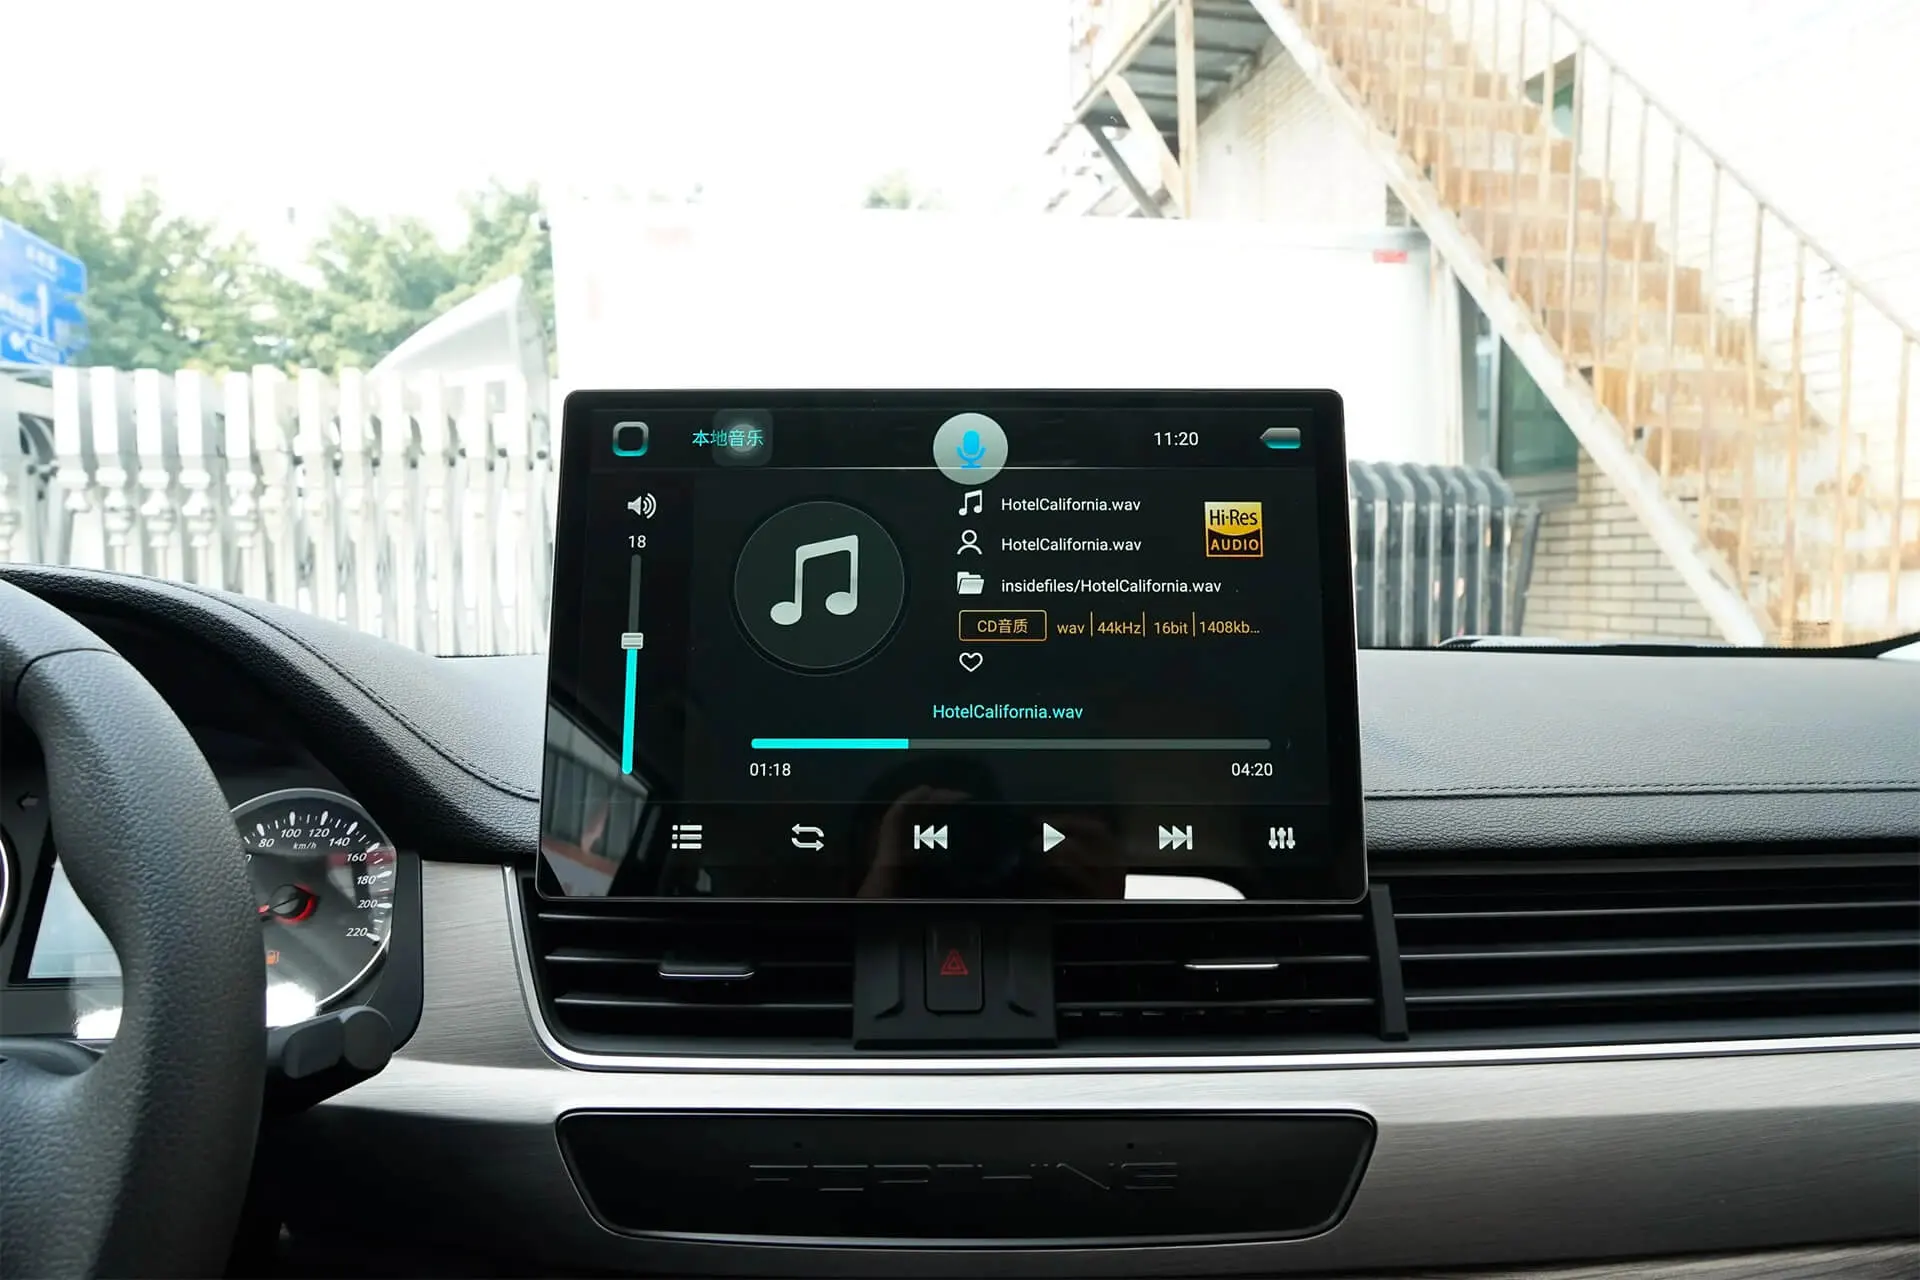 本地音乐
11:20
18
HotelCalifornia.wav
HotelCalifornia.wav
Hi-Res
AUDIO
insidefiles/HotelCalifornia.wav
CD音质 wav 44kHz 16bit 1408kb...
HotelCalifornia.wav
01:18 04:20
80 100 120 140 160 180 200 220
km/h